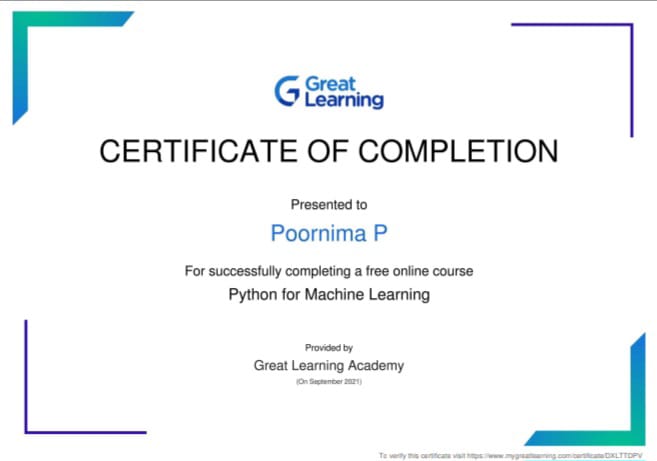 Great
Learning
CERTIFICATE OF COMPLETION
Presented to
Poornima P
For successfully completing a free online course
Python for Machine Learning
Provided by
Great Learning Academy
(On September 2021)
To verify this certificate visit https://www.mygreatlearning.com/certificate/DXLTTDPV